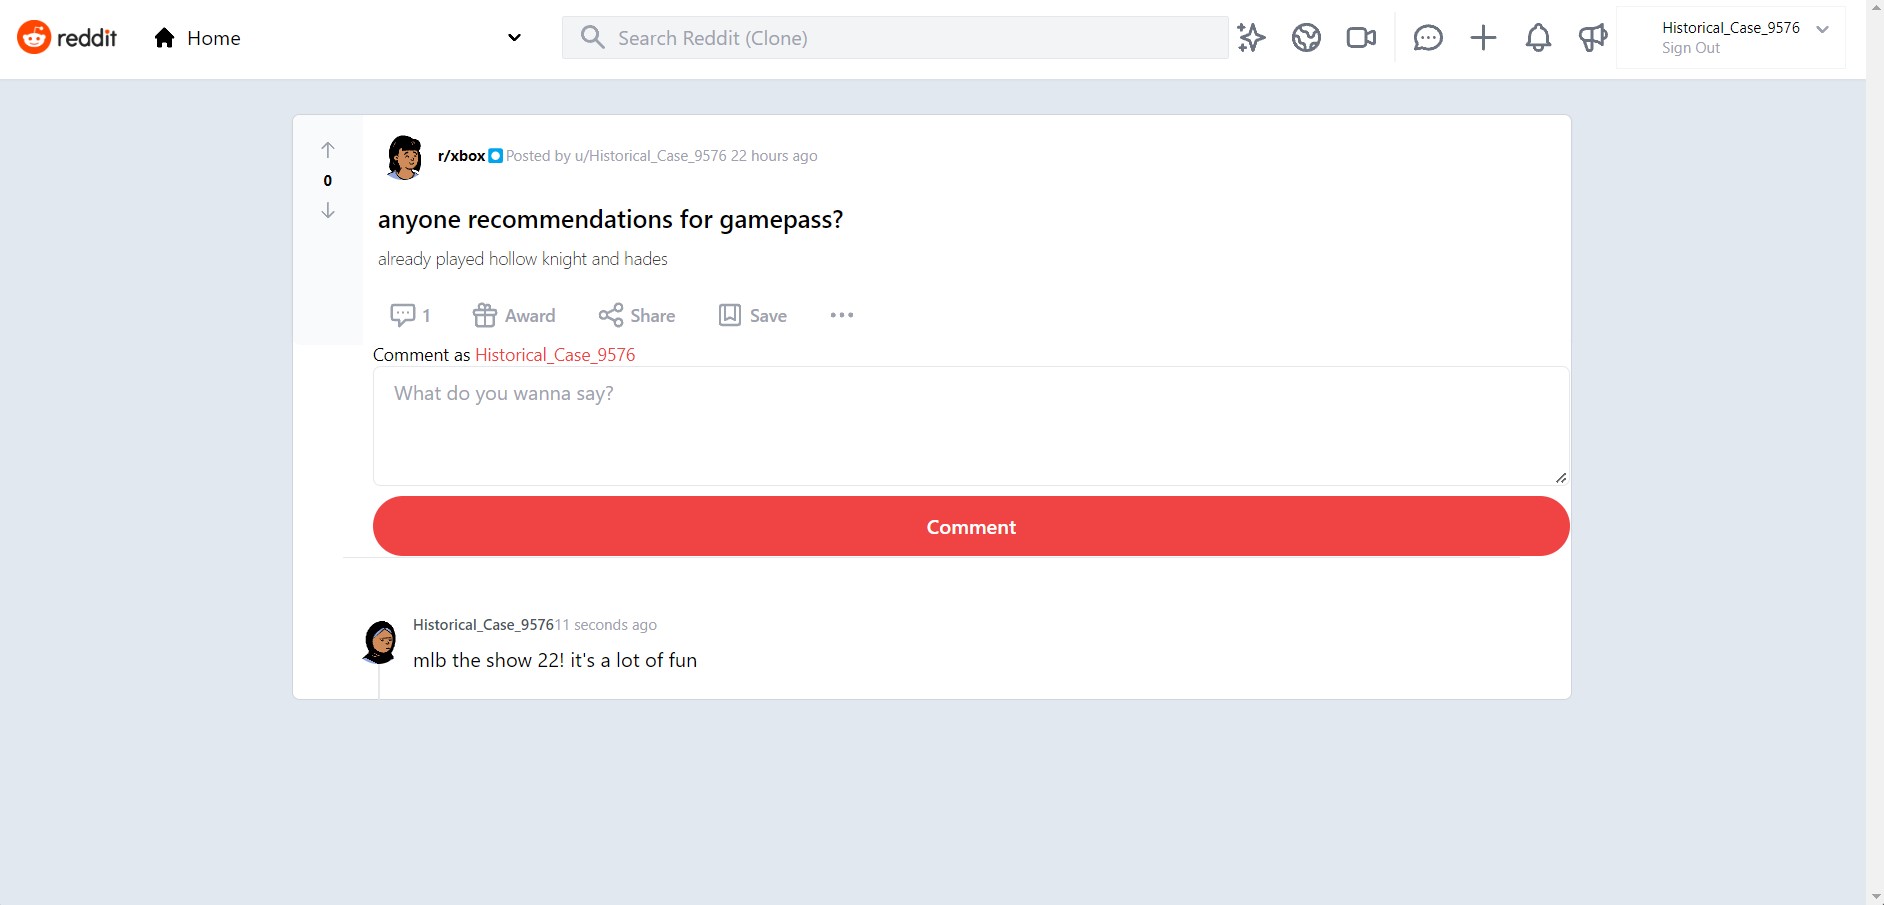 reddit
Home
Search Reddit (Clone)
Historical_Case_9576
Sign Out
0
r/xbox Posted by u/Historical_Case_9576 22 hours ago
anyone recommendations for gamepass?
already played hollow knight and hades
1 Award Share Save
Comment as Historical_Case_9576
What do you wanna say?
Comment
Historical_Case_957611 seconds ago
mlb the show 22! it's a lot of fun